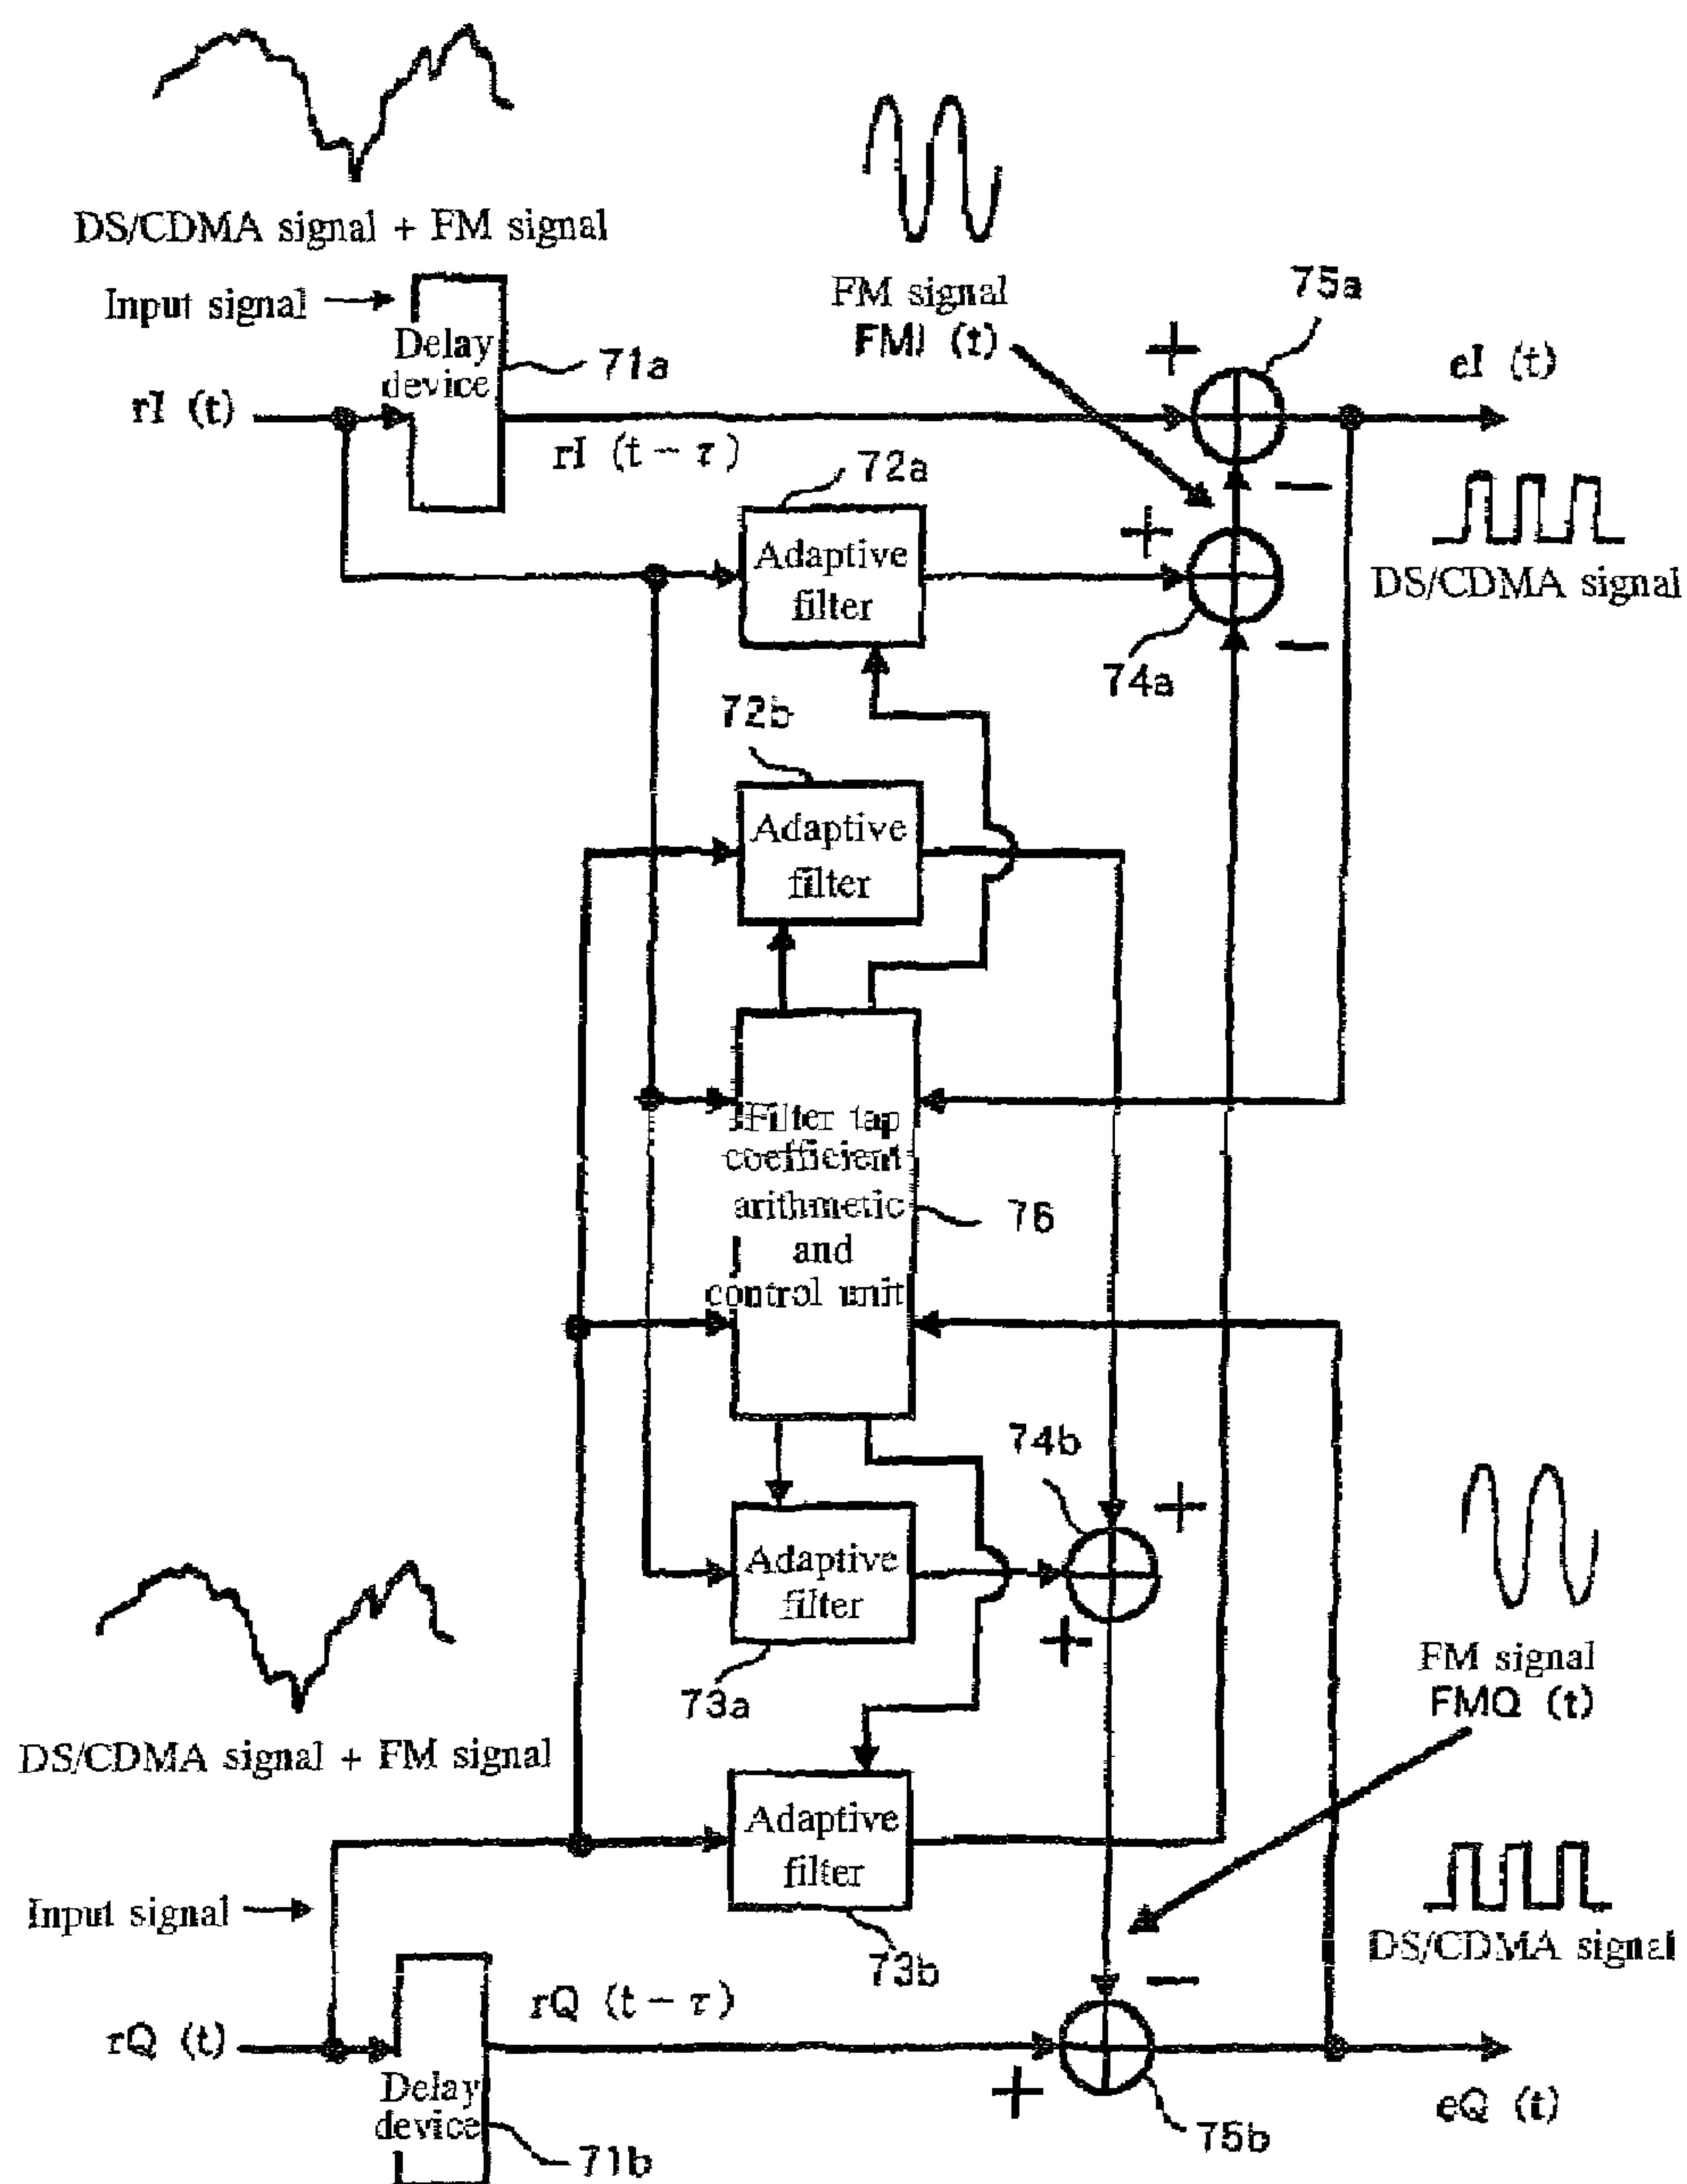 DS/CDMA signal + FM signal
Input signal
Delay
device
71a
rI (t)
rI (t − τ)
FM signal
FMI (t)
75a
+
eI (t)
−
DS/CDMA signal
72a
Adaptive
filter
+
74a
−
72b
Adaptive
filter
Filter tap
coefficient
arithmetic
and
control unit
76
74b
+
Adaptive
filter
+
73a
FM signal
FMQ (t)
DS/CDMA signal + FM signal
Adaptive
filter
73b
Input signal
DS/CDMA signal
rQ (t)
rQ (t − τ)
−
+
Delay
device
71b
75b
eQ (t)